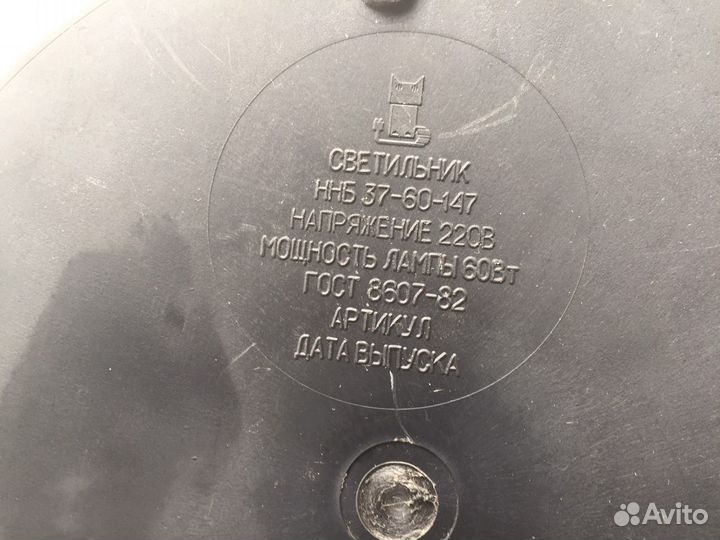 СВЕТИЛЬНИК
ННБ 37-60-147
НАПРЯЖЕНИЕ 220В
МОЩНОСТЬ ЛАМПЫ 60Вт
ГОСТ 8607-82
АРТИКУЛ
ДАТА ВЫПУСКА
Avito